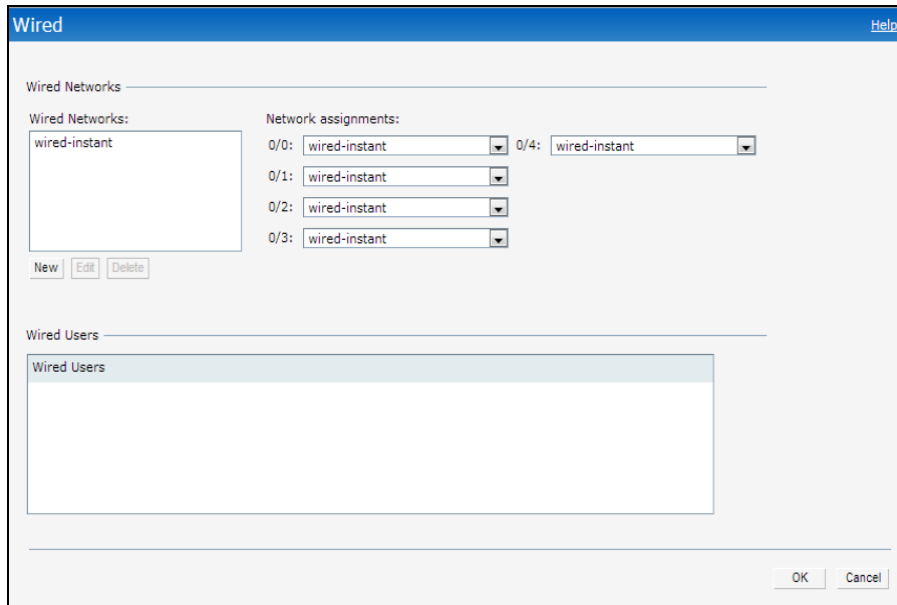 Wired Help
Wired Networks
Wired Networks: Network assignments:
wired-instant
0/0: wired-instant 0/4: wired-instant
0/1: wired-instant
0/2: wired-instant
0/3: wired-instant
New Edit Delete
Wired Users
Wired Users
OK Cancel